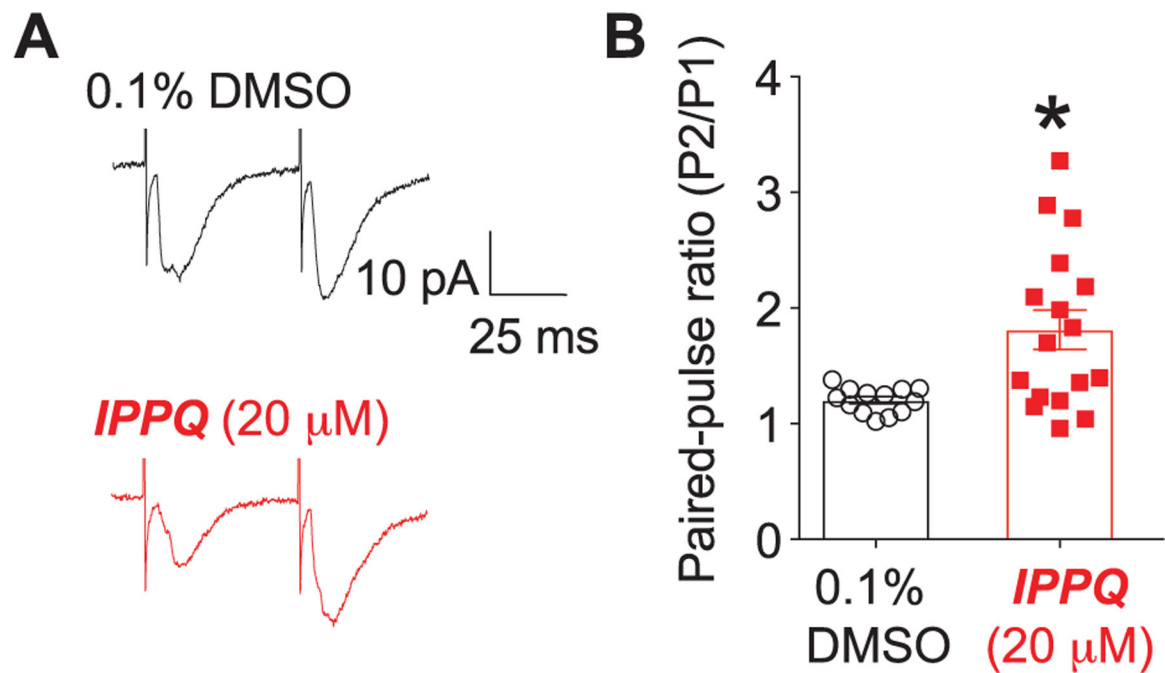 A
0.1% DMSO
10 pA
25 ms
IPPQ (20 μM)
B
Paired-pulse ratio (P2/P1)
4
3
2
1
0
*
0.1%
DMSO
IPPQ
(20 μM)